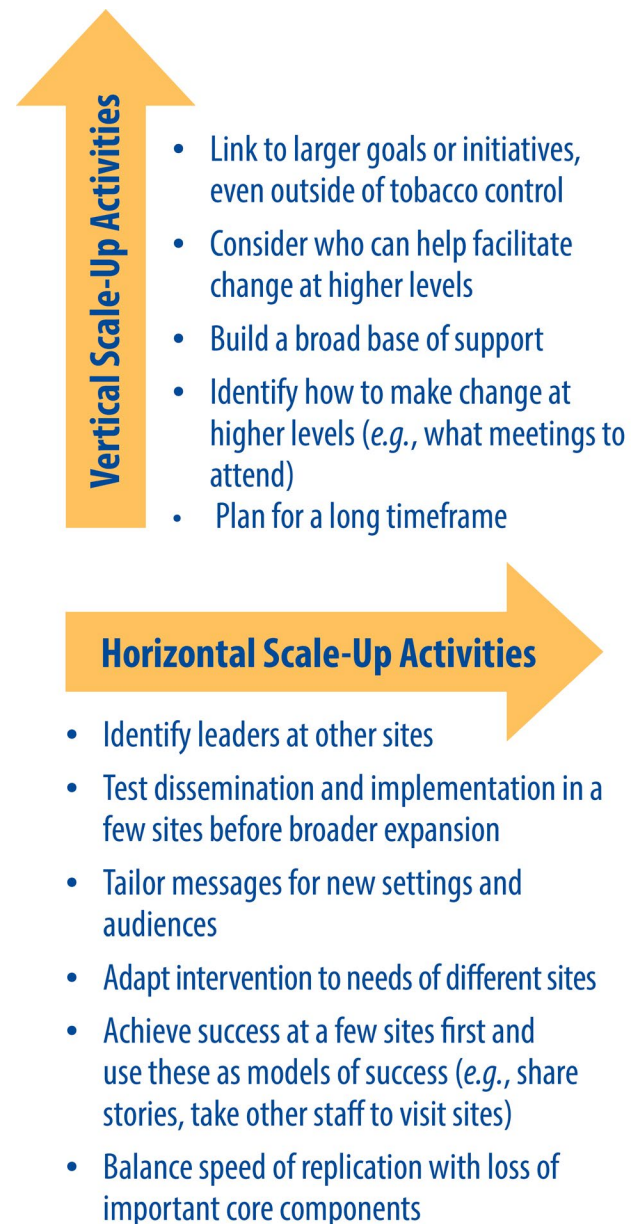 Vertical Scale-Up Activities
• Link to larger goals or initiatives,
even outside of tobacco control
• Consider who can help facilitate
change at higher levels
• Build a broad base of support
• Identify how to make change at
higher levels (e.g., what meetings to
attend)
• Plan for a long timeframe
Horizontal Scale-Up Activities
• Identify leaders at other sites
• Test dissemination and implementation in a
few sites before broader expansion
• Tailor messages for new settings and
audiences
• Adapt intervention to needs of different sites
• Achieve success at a few sites first and
use these as models of success (e.g., share
stories, take other staff to visit sites)
• Balance speed of replication with loss of
important core components